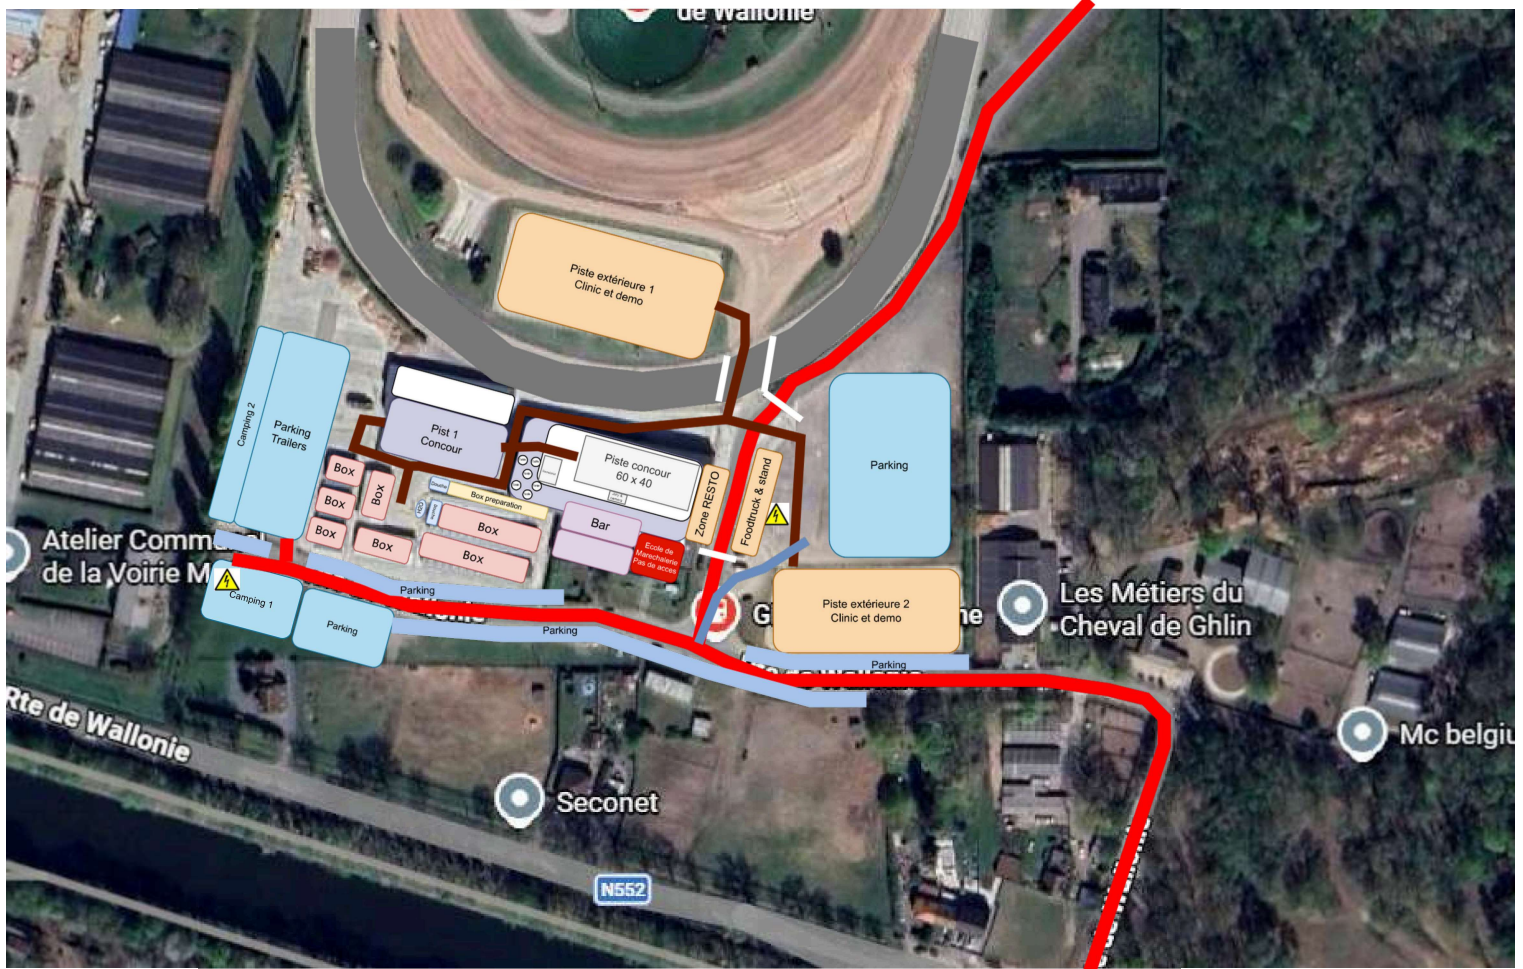 de Wallonie
Piste extérieure 1
Clinic et demo
Camping 2
Parking
Trailers
Pist 1
Concour
Piste concour
60 x 40
Parking
Box
Box
Box
Box
Box
Box preparation
Box
Box
Bar
Zone RESTO
Foodtruck & stand
Ecole de
Marechalerie
Pas de acces
Atelier Communal
de la Voirie M
Camping 1
Parking
Parking
Parking
Piste extérieure 2
Clinic et demo
Parking
Les Métiers du
Cheval de Ghlin
Mc belgiu
Rte de Wallonie
Seconet
N552